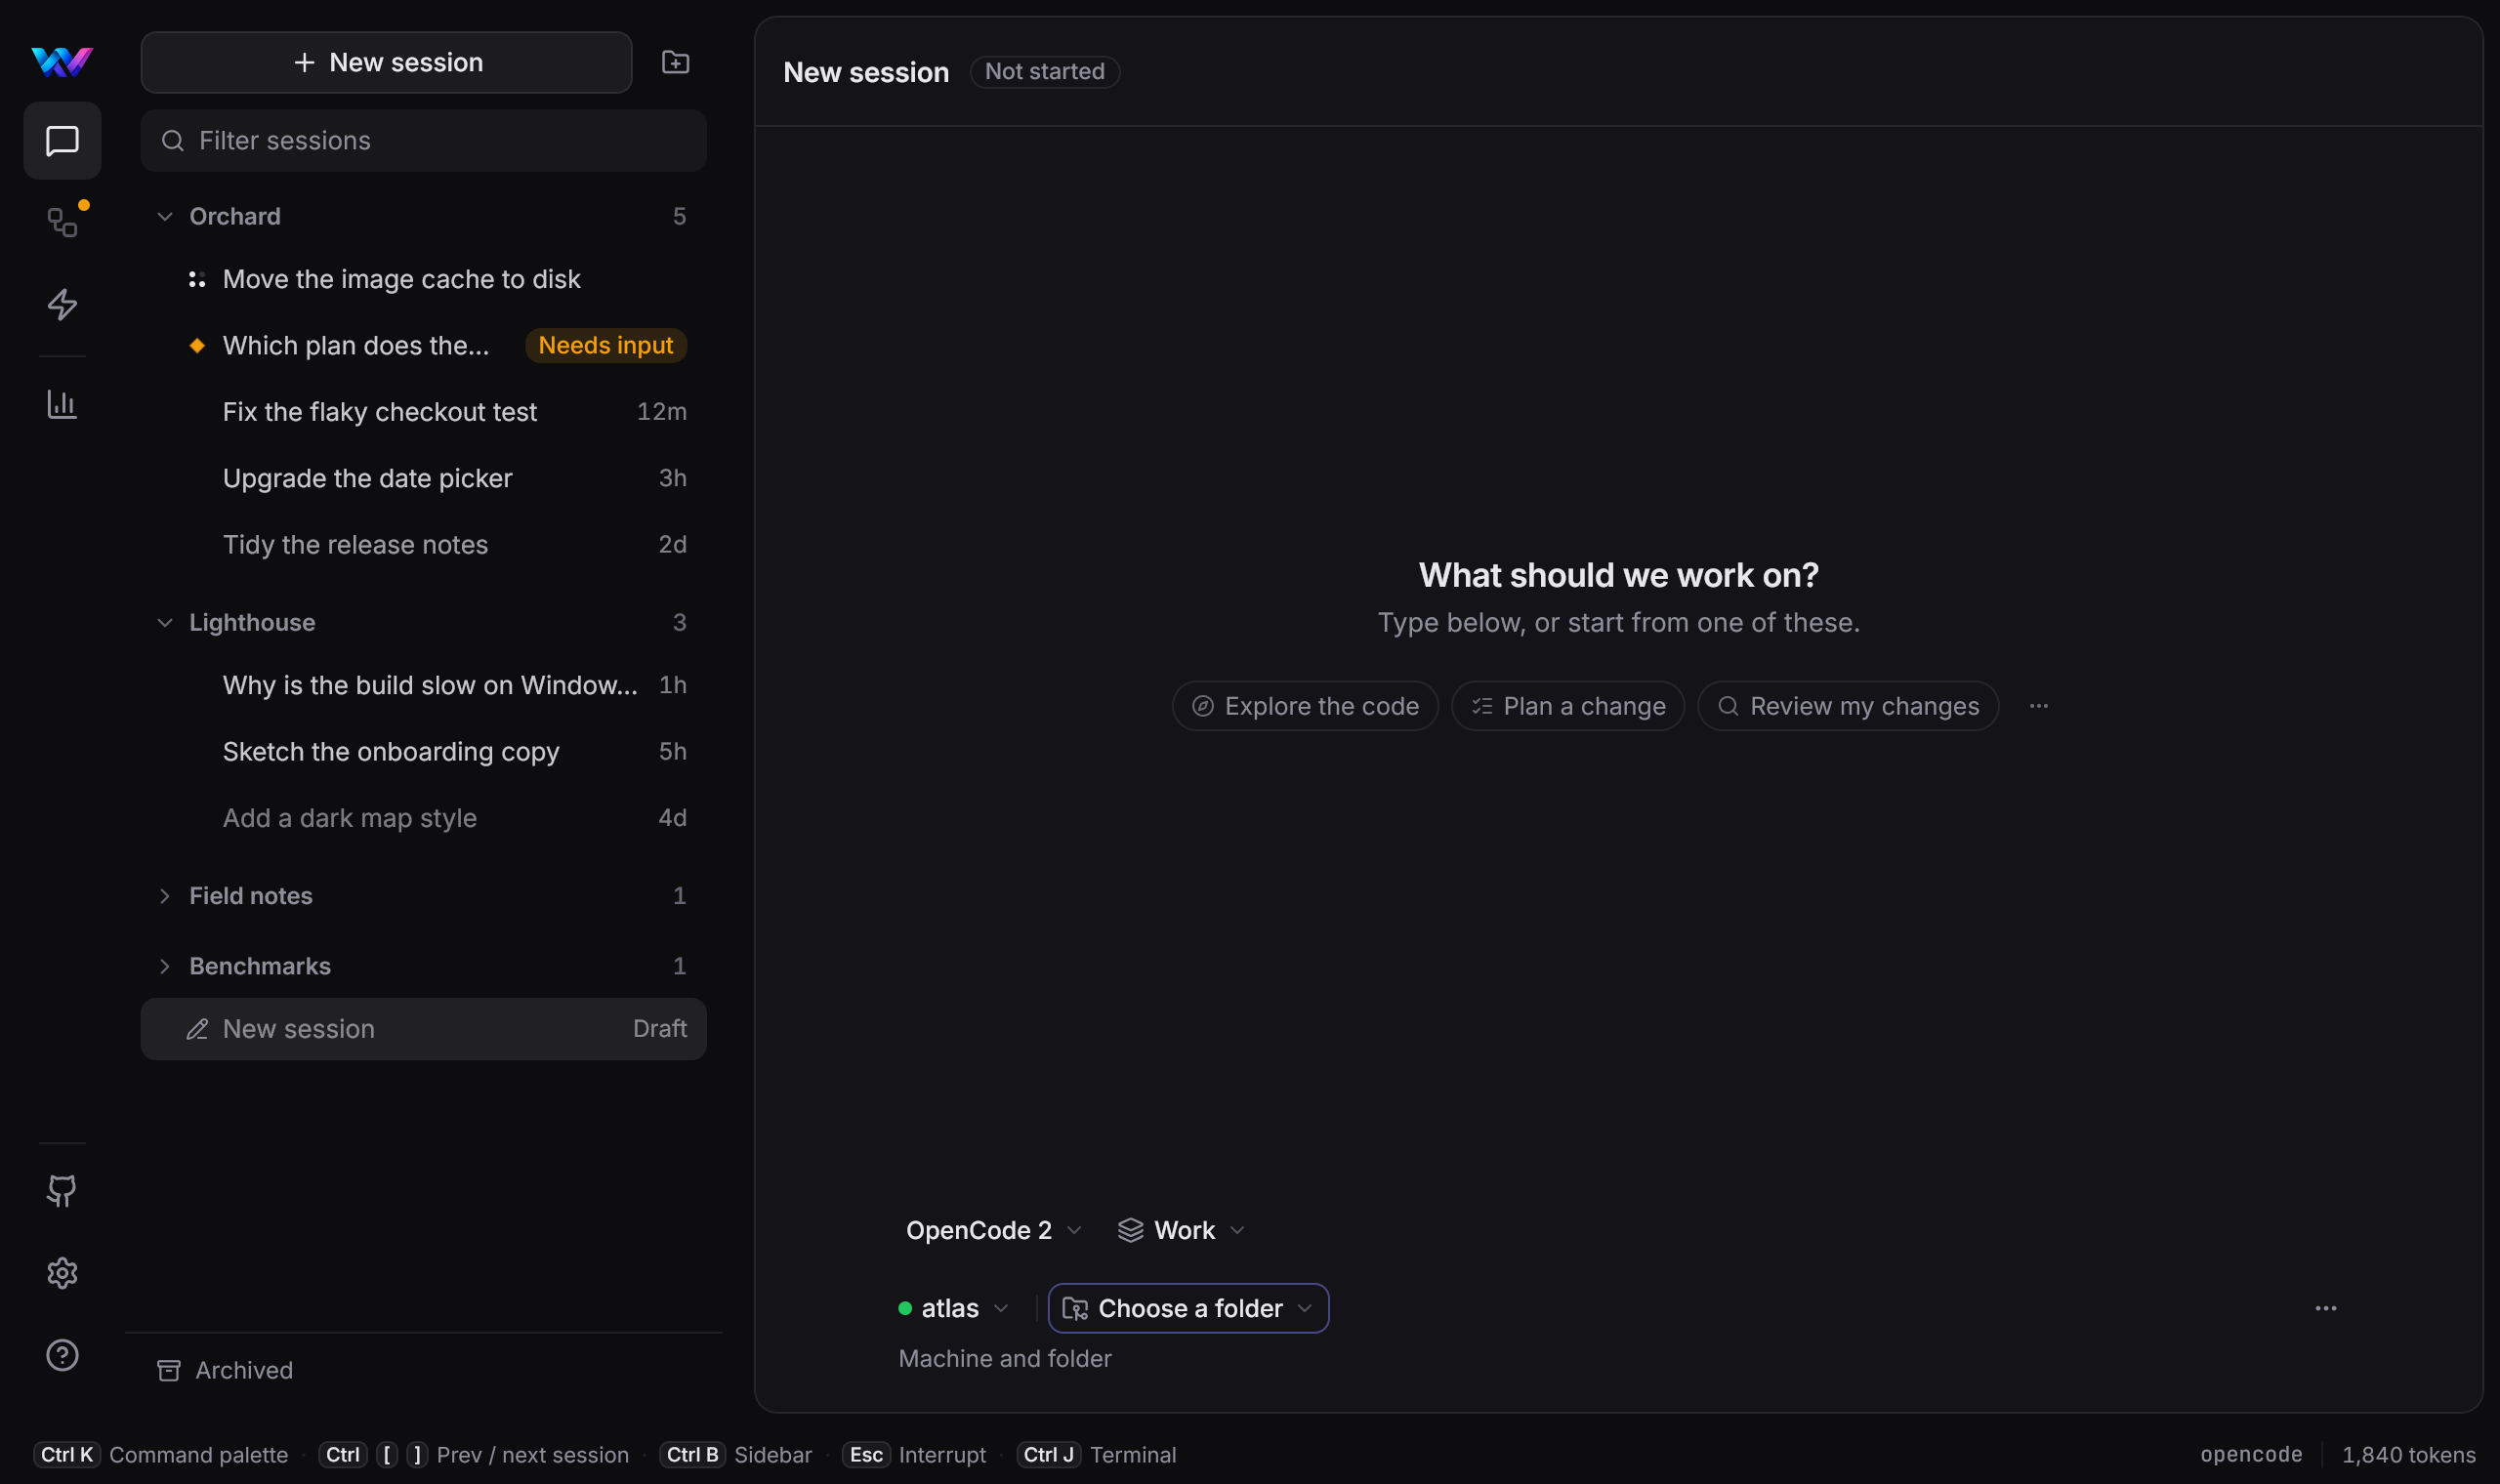 New session
Filter sessions
Orchard 5
Move the image cache to disk
Which plan does the... Needs input
Fix the flaky checkout test 12m
Upgrade the date picker 3h
Tidy the release notes 2d
Lighthouse 3
Why is the build slow on Window... 1h
Sketch the onboarding copy 5h
Add a dark map style 4d
Field notes 1
Benchmarks 1
New session Draft
Archived
New session Not started
What should we work on?
Type below, or start from one of these.
Explore the code Plan a change Review my changes
OpenCode 2 Work
atlas Choose a folder
Machine and folder
Ctrl K Command palette · Ctrl [ ] Prev / next session · Ctrl B Sidebar · Esc Interrupt · Ctrl J Terminal
opencode 1,840 tokens